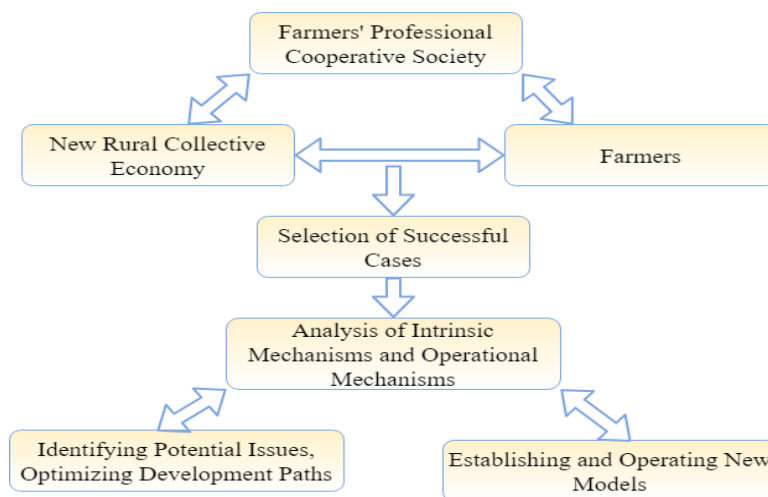 Farmers' Professional
Cooperative Society
New Rural Collective
Economy
Farmers
Selection of Successful
Cases
Analysis of Intrinsic
Mechanisms and Operational
Mechanisms
Identifying Potential Issues,
Optimizing Development Paths
Establishing and Operating New
Models